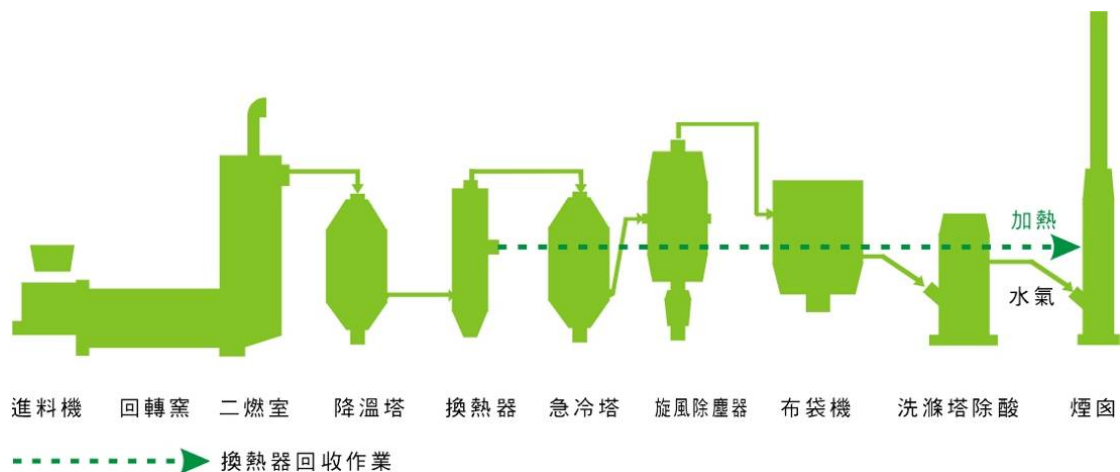 加熱
水氣
進料機 回轉窯 二燃室 降溫塔 換熱器 急冷塔 旋風除塵器 布袋機 洗滌塔除酸 煙囪
換熱器回收作業